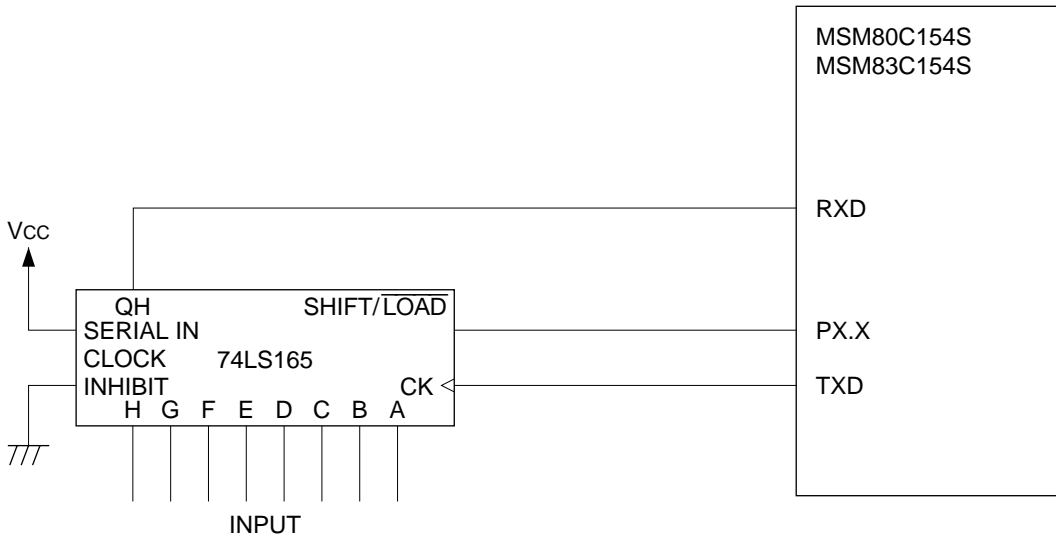 MSM80C154S
MSM83C154S
RXD
VCC
QH SHIFT/LOAD
SERIAL IN PX.X
CLOCK 74LS165
INHIBIT CK TXD
H G F E D C B A
INPUT